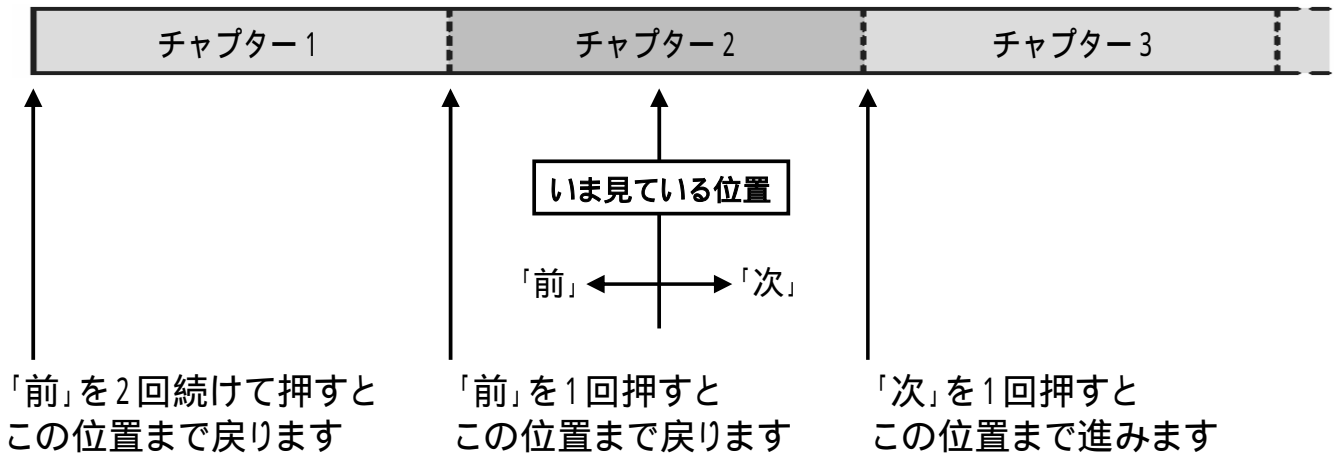 チャプター1
チャプター2
チャプター3
いま見ている位置
「前」
「次」
「前」を2回続けて押すと
この位置まで戻ります
「前」を1回押すと
この位置まで戻ります
「次」を1回押すと
この位置まで進みます